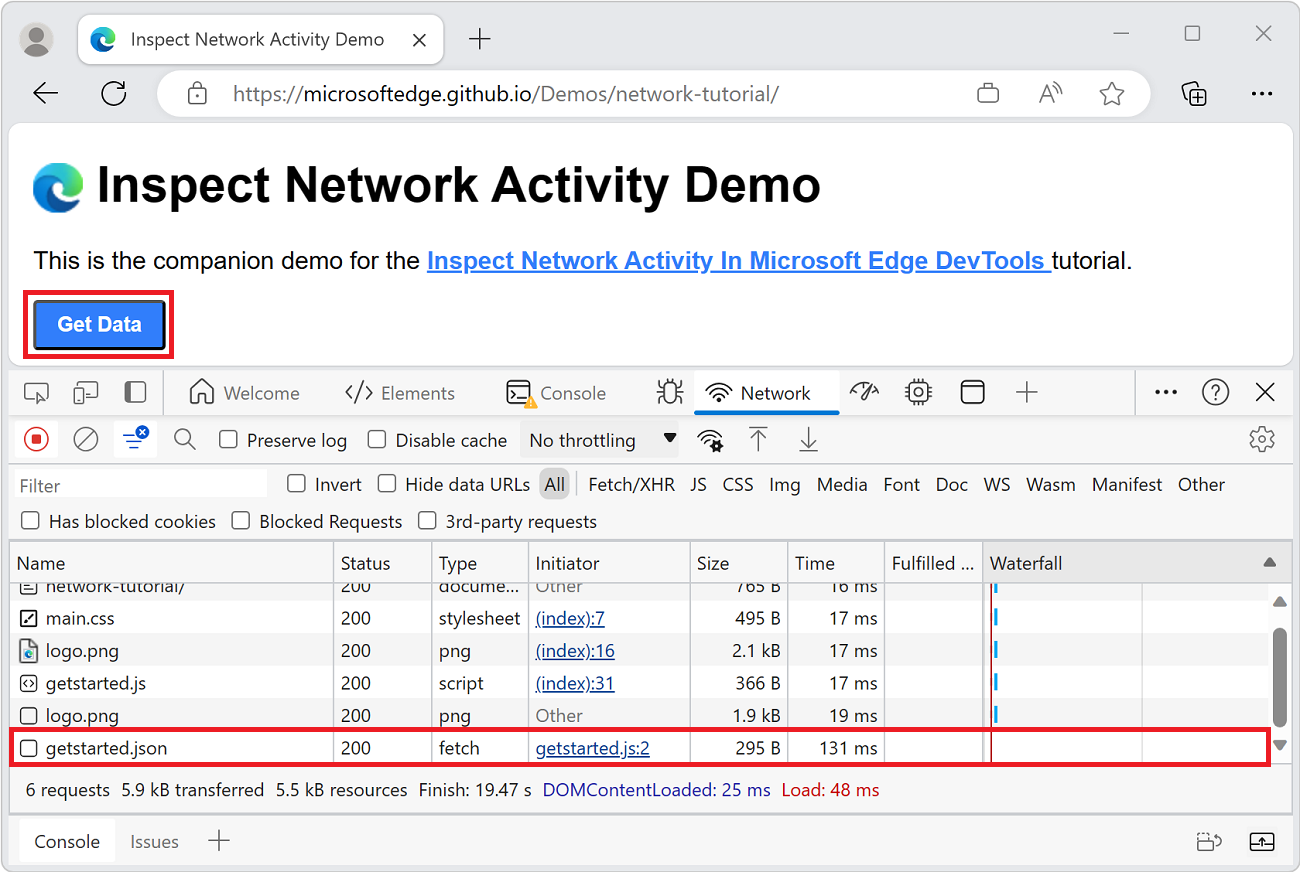 Inspect Network Activity Demo
https://microsoftedge.github.io/Demos/network-tutorial/
Inspect Network Activity Demo
This is the companion demo for the Inspect Network Activity In Microsoft Edge DevTools tutorial.
Get Data
Welcome Elements Console Network
Preserve log Disable cache No throttling
Filter Invert Hide data URLs All Fetch/XHR JS CSS Img Media Font Doc WS Wasm Manifest Other
Has blocked cookies Blocked Requests 3rd-party requests
Name Status Type Initiator Size Time Fulfilled ... Waterfall
network-tutorial/ 200 docume... Other 765 B 16 ms
main.css 200 stylesheet (index):7 495 B 17 ms
logo.png 200 png (index):16 2.1 kB 17 ms
getstarted.js 200 script (index):31 366 B 17 ms
logo.png 200 png Other 1.9 kB 19 ms
getstarted.json 200 fetch getstarted.js:2 295 B 131 ms
6 requests 5.9 kB transferred 5.5 kB resources Finish: 19.47 s DOMContentLoaded: 25 ms Load: 48 ms
Console Issues